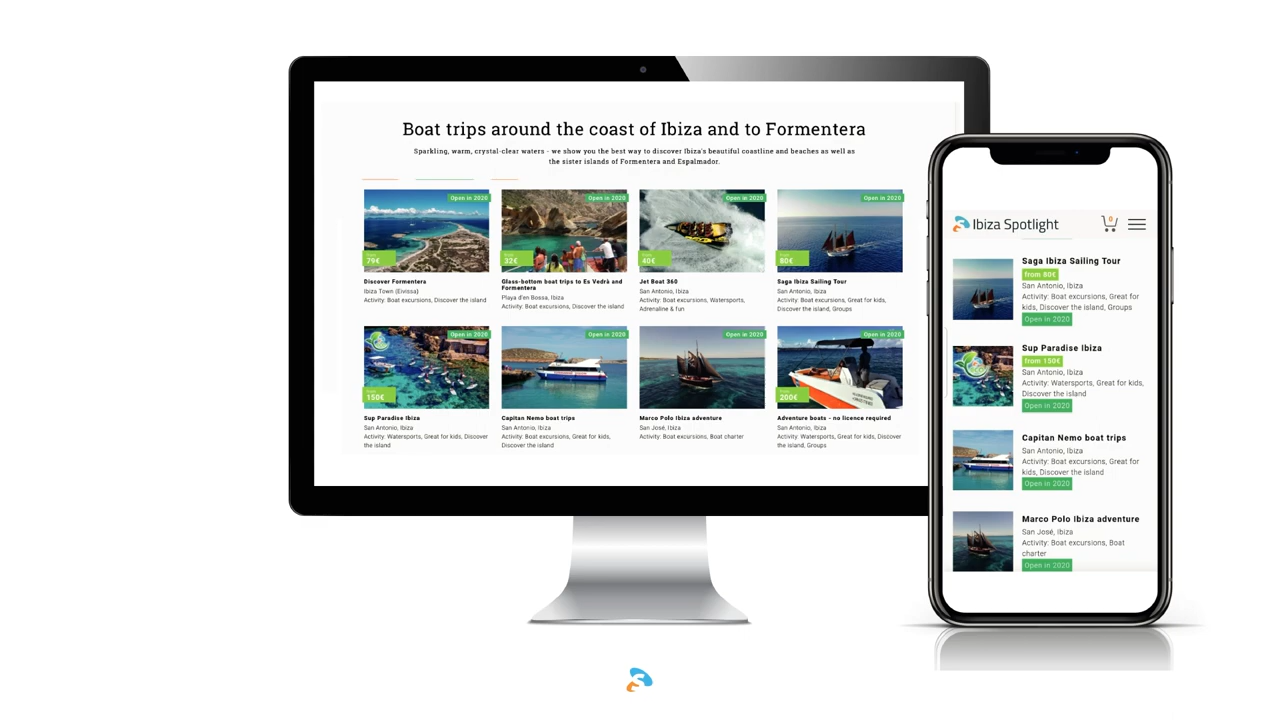 Boat trips around the coast of Ibiza and to Formentera
Sparkling, warm, crystal-clear waters - we show you the best way to discover Ibiza's beautiful coastline and beaches as well as
the sister islands of Formentera and Espalmador.
Open in 2020
from
79€
Discover Formentera
Ibiza Town (Eivissa)
Activity: Boat excursions, Discover the island
Open in 2020
from
32€
Glass-bottom boat trips to Es Vedrà and
Formentera
Playa d'en Bossa, Ibiza
Activity: Boat excursions, Discover the island
Open in 2020
from
40€
Jet Boat 360
San Antonio, Ibiza
Activity: Boat excursions, Watersports,
Adrenaline & fun
Open in 2020
from
80€
Saga Ibiza Sailing Tour
San Antonio, Ibiza
Activity: Boat excursions, Great for kids,
Discover the island, Groups
Open in 2020
from
150€
Sup Paradise Ibiza
San Antonio, Ibiza
Activity: Watersports, Great for kids, Discover
the island
Open in 2020
Capitan Nemo boat trips
San Antonio, Ibiza
Activity: Boat excursions, Great for kids,
Discover the island
Open in 2020
Marco Polo Ibiza adventure
San José, Ibiza
Activity: Boat excursions, Boat charter
Open in 2020
from
200€
Adventure boats - no licence required
San Antonio, Ibiza
Activity: Watersports, Great for kids, Discover
the island, Groups
Ibiza Spotlight
0
Saga Ibiza Sailing Tour
from 80€
San Antonio, Ibiza
Activity: Boat excursions, Great for
kids, Discover the island, Groups
Open in 2020
Sup Paradise Ibiza
from 150€
San Antonio, Ibiza
Activity: Watersports, Great for kids,
Discover the island
Open in 2020
Capitan Nemo boat trips
San Antonio, Ibiza
Activity: Boat excursions, Great for
kids, Discover the island
Open in 2020
Marco Polo Ibiza adventure
San José, Ibiza
Activity: Boat excursions, Boat
charter
Open in 2020